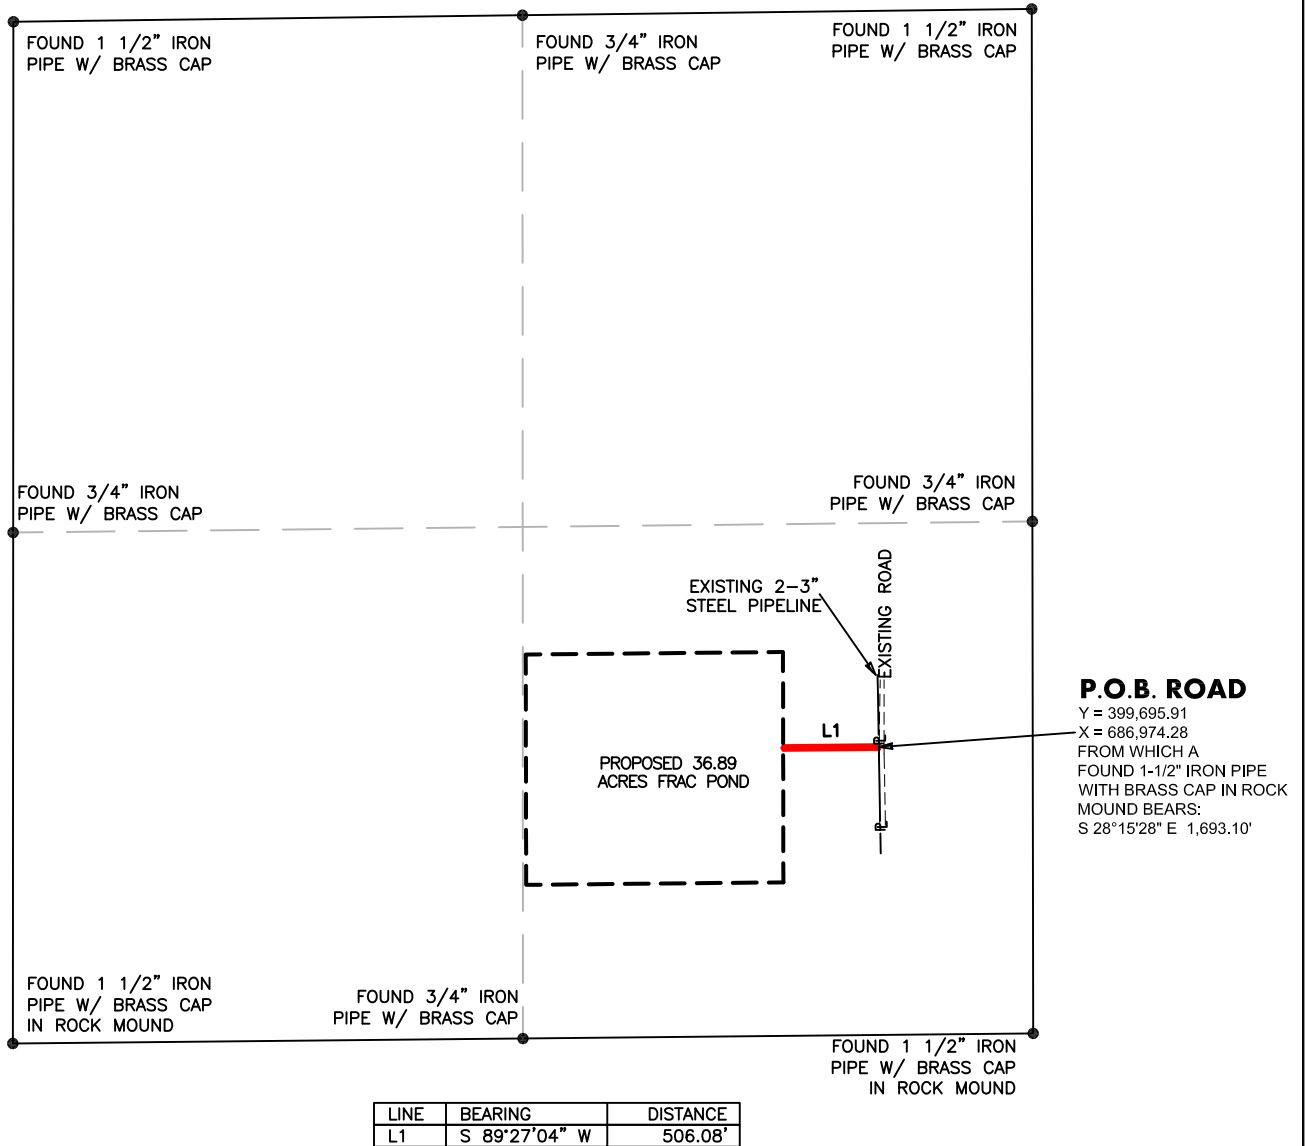 FOUND 1 1/2" IRON
PIPE W/ BRASS CAP
FOUND 3/4" IRON
PIPE W/ BRASS CAP
FOUND 1 1/2" IRON
PIPE W/ BRASS CAP
FOUND 3/4" IRON
PIPE W/ BRASS CAP
FOUND 3/4" IRON
PIPE W/ BRASS CAP
EXISTING 2-3"
STEEL PIPELINE
EXISTING ROAD
P.O.B. ROAD
Y = 399,695.91
X = 686,974.28
FROM WHICH A
FOUND 1-1/2" IRON PIPE
WITH BRASS CAP IN ROCK
MOUND BEARS:
S 28°15'28" E 1,693.10'
L1
PL
PL
PROPOSED 36.89
ACRES FRAC POND
FOUND 1 1/2" IRON
PIPE W/ BRASS CAP
IN ROCK MOUND
FOUND 3/4" IRON
PIPE W/ BRASS CAP
FOUND 1 1/2" IRON
PIPE W/ BRASS CAP
IN ROCK MOUND
LINE BEARING DISTANCE
L1 S 89°27'04" W 506.08'